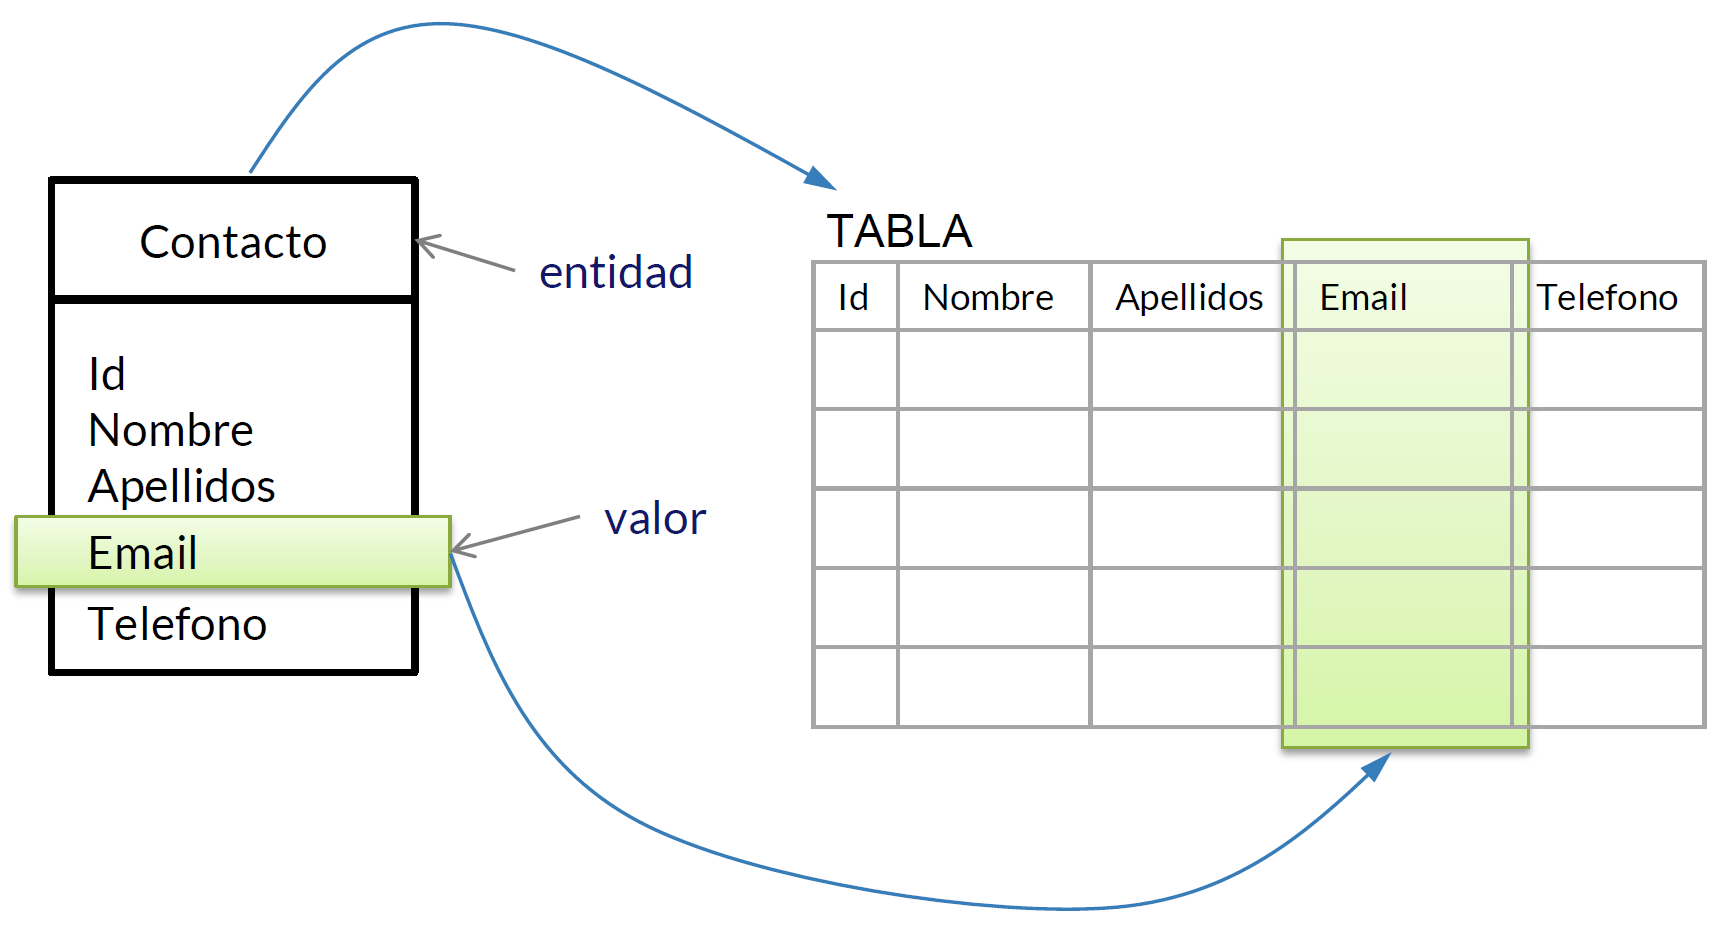 Contacto
entidad
Id
Nombre
Apellidos
Email
Telefono
valor
TABLA
Id Nombre Apellidos Email Telefono